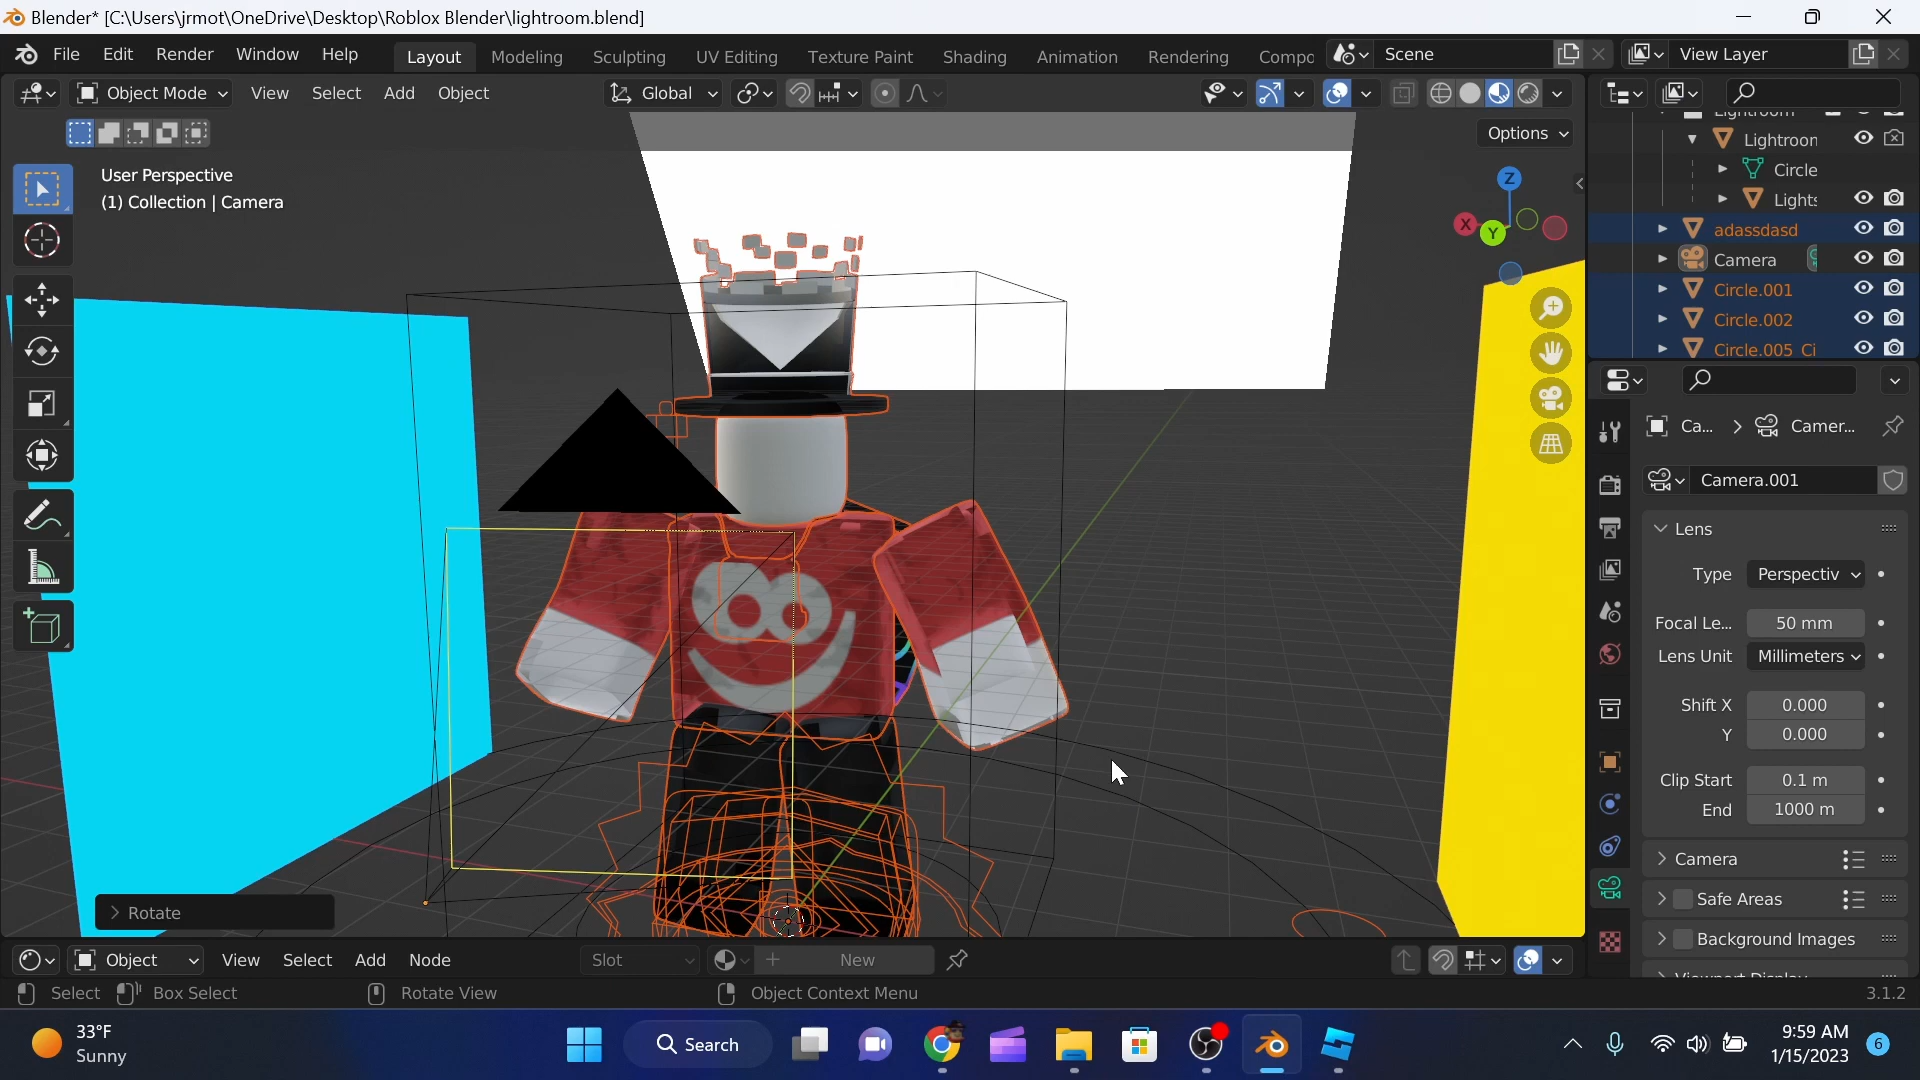 Blender* [C:\Users\jrmot\OneDrive\Desktop\Roblox Blender\lightroom.blend]
File Edit Render Window Help Layout Modeling Sculpting UV Editing Texture Paint Shading Animation Rendering Compo Scene View Layer
Object Mode View Select Add Object Global
Options
User Perspective
(1) Collection | Camera
Z
X
Y
Lightroom
Lightroon
Circle
Lights
adassdasd
Camera
Circle.001
Circle.002
Circle.005 Ci
Ca... Camer...
Camera.001
Lens
Type Perspectiv
Focal Le... 50 mm
Lens Unit Millimeters
Shift X 0.000
Y 0.000
Clip Start 0.1 m
End 1000 m
Camera
Safe Areas
Background Images
Viewport Display
Rotate
Object View Select Add Node Slot New
Select Box Select Rotate View Object Context Menu 3.1.2
33°F
Sunny
Search
9:59 AM
1/15/2023
6